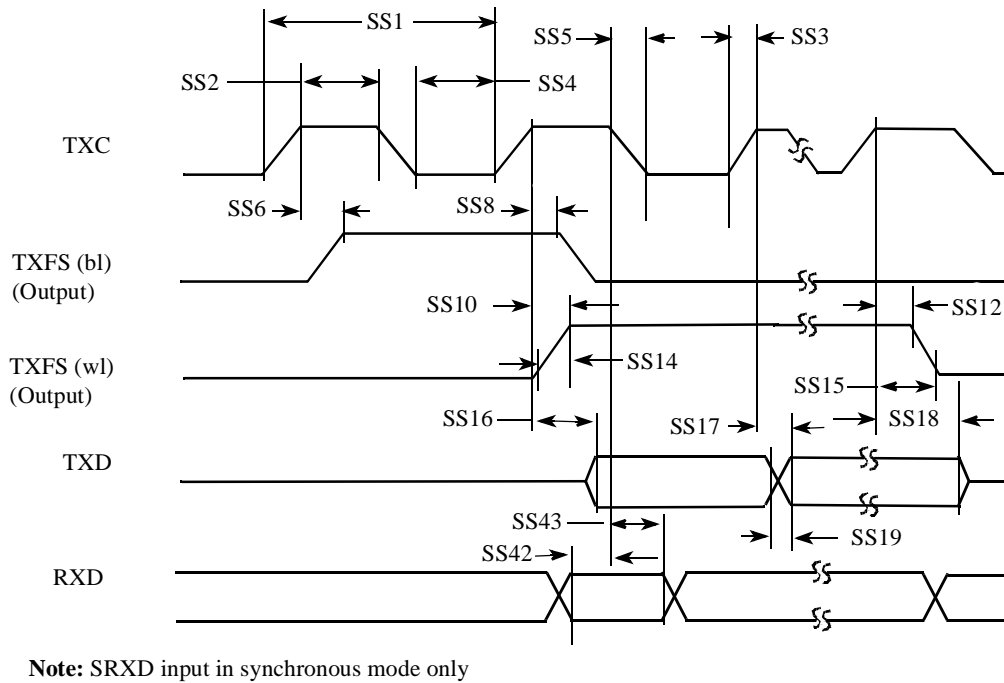 SS1
SS5
SS3
SS2
SS4
TXC
SS6
SS8
TXFS (bl)
(Output)
SS10
SS12
TXFS (wl)
(Output)
SS14
SS15
SS16
SS17
SS18
TXD
SS43
SS19
SS42
RXD
Note: SRXD input in synchronous mode only